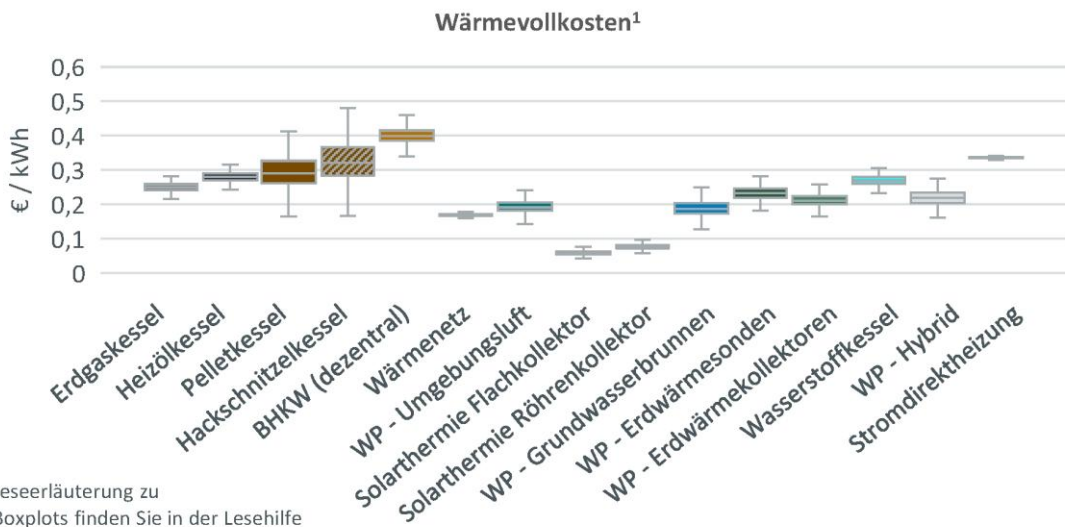 Wärmevollkosten¹
0,6
0,5
0,4
0,3
0,2
0,1
0
€ / kWh
Erdgaskessel
Heizölkessel
Pelletkessel
Hackschnitzelkessel
BHKW (dezentral)
Wärmenetz
WP - Umgebungsluft
Solarthermie Flachkollektor
Solarthermie Röhrenkollektor
WP - Grundwasserbrunnen
WP - Erdwärmesonden
WP - Erdwärmekollektoren
Wasserstoffkessel
WP - Hybrid
Stromdirektheizung
eseerläuterung zu
Boxplots finden Sie in der Lesehilfe